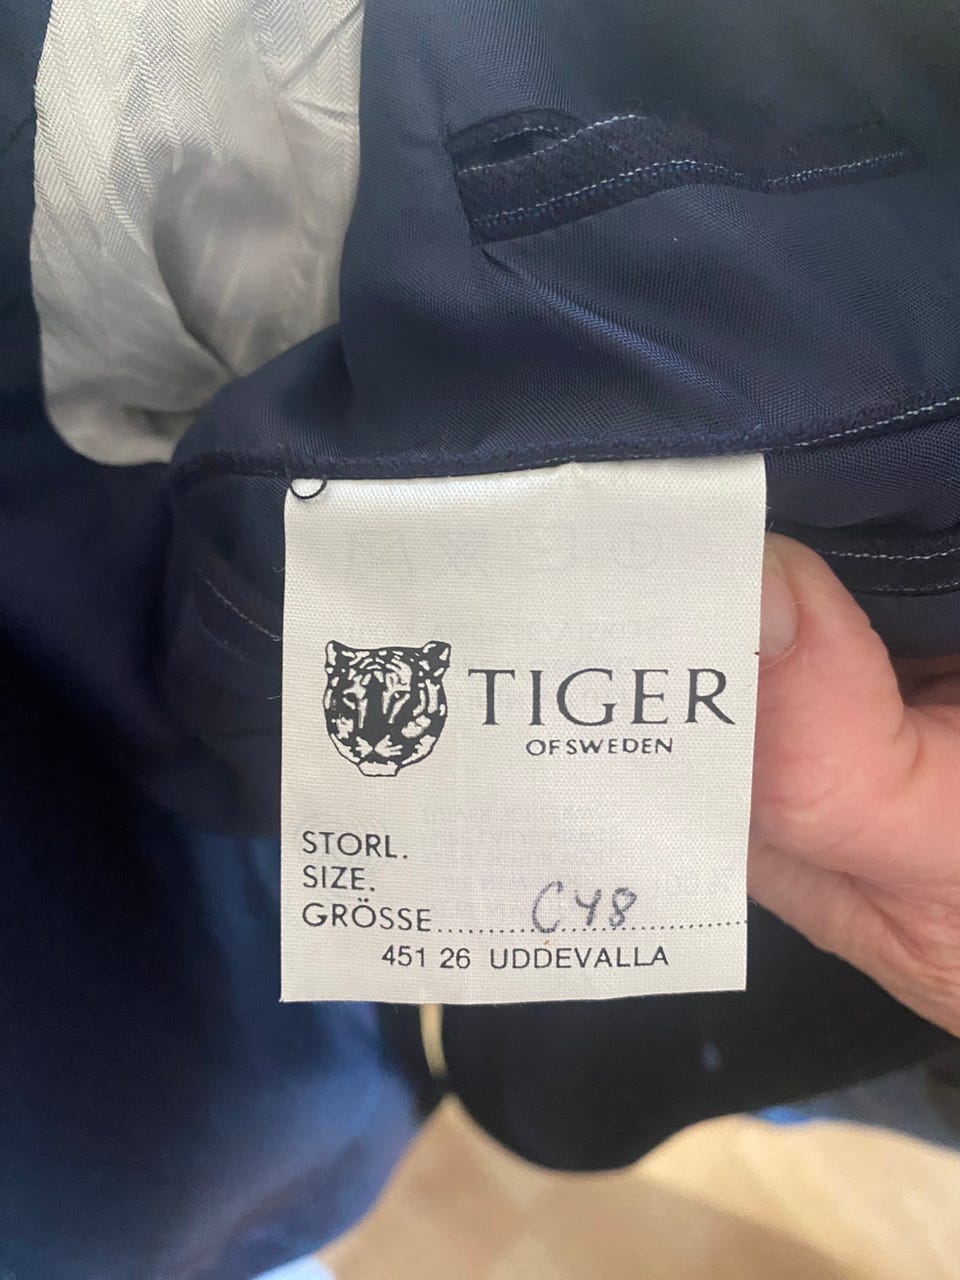 TIGER
OF SWEDEN
STORL.
SIZE.
GRÖSSE.......C48.......
451 26 UDDEVALLA